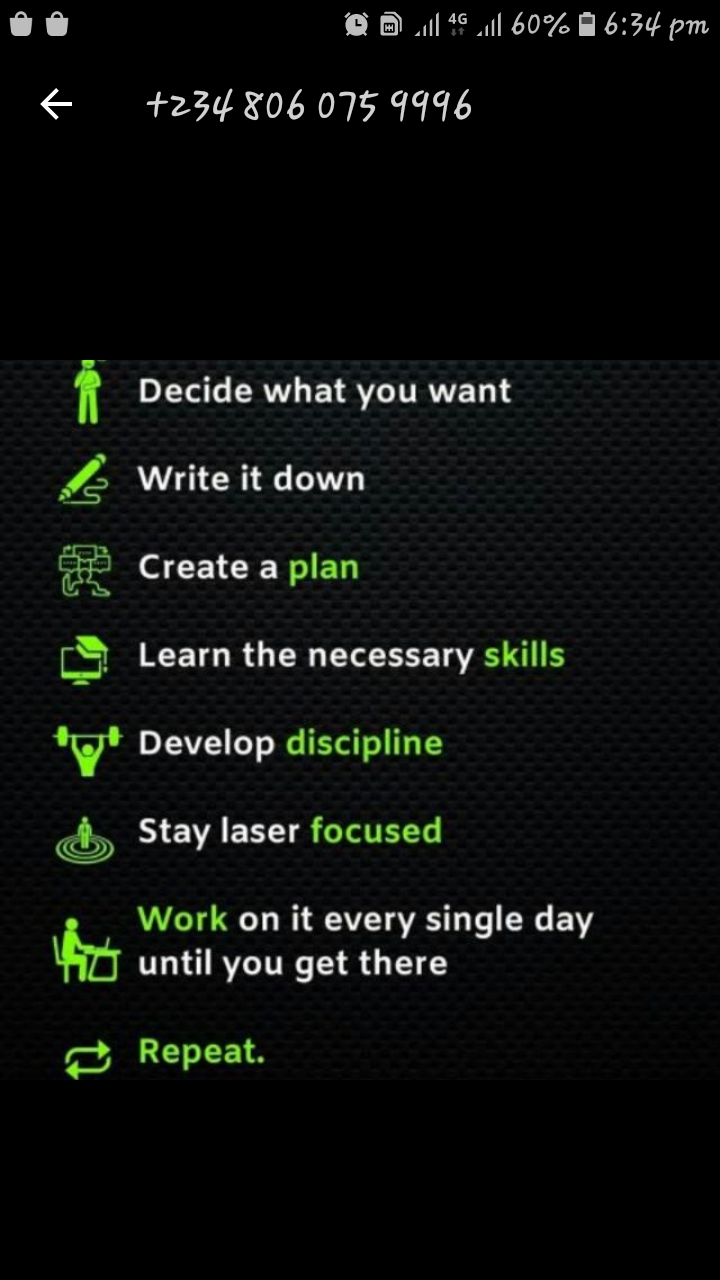 4G 60% 6:34 pm
+234 806 075 9996
Decide what you want
Write it down
Create a plan
Learn the necessary skills
Develop discipline
Stay laser focused
Work on it every single day
until you get there
Repeat.